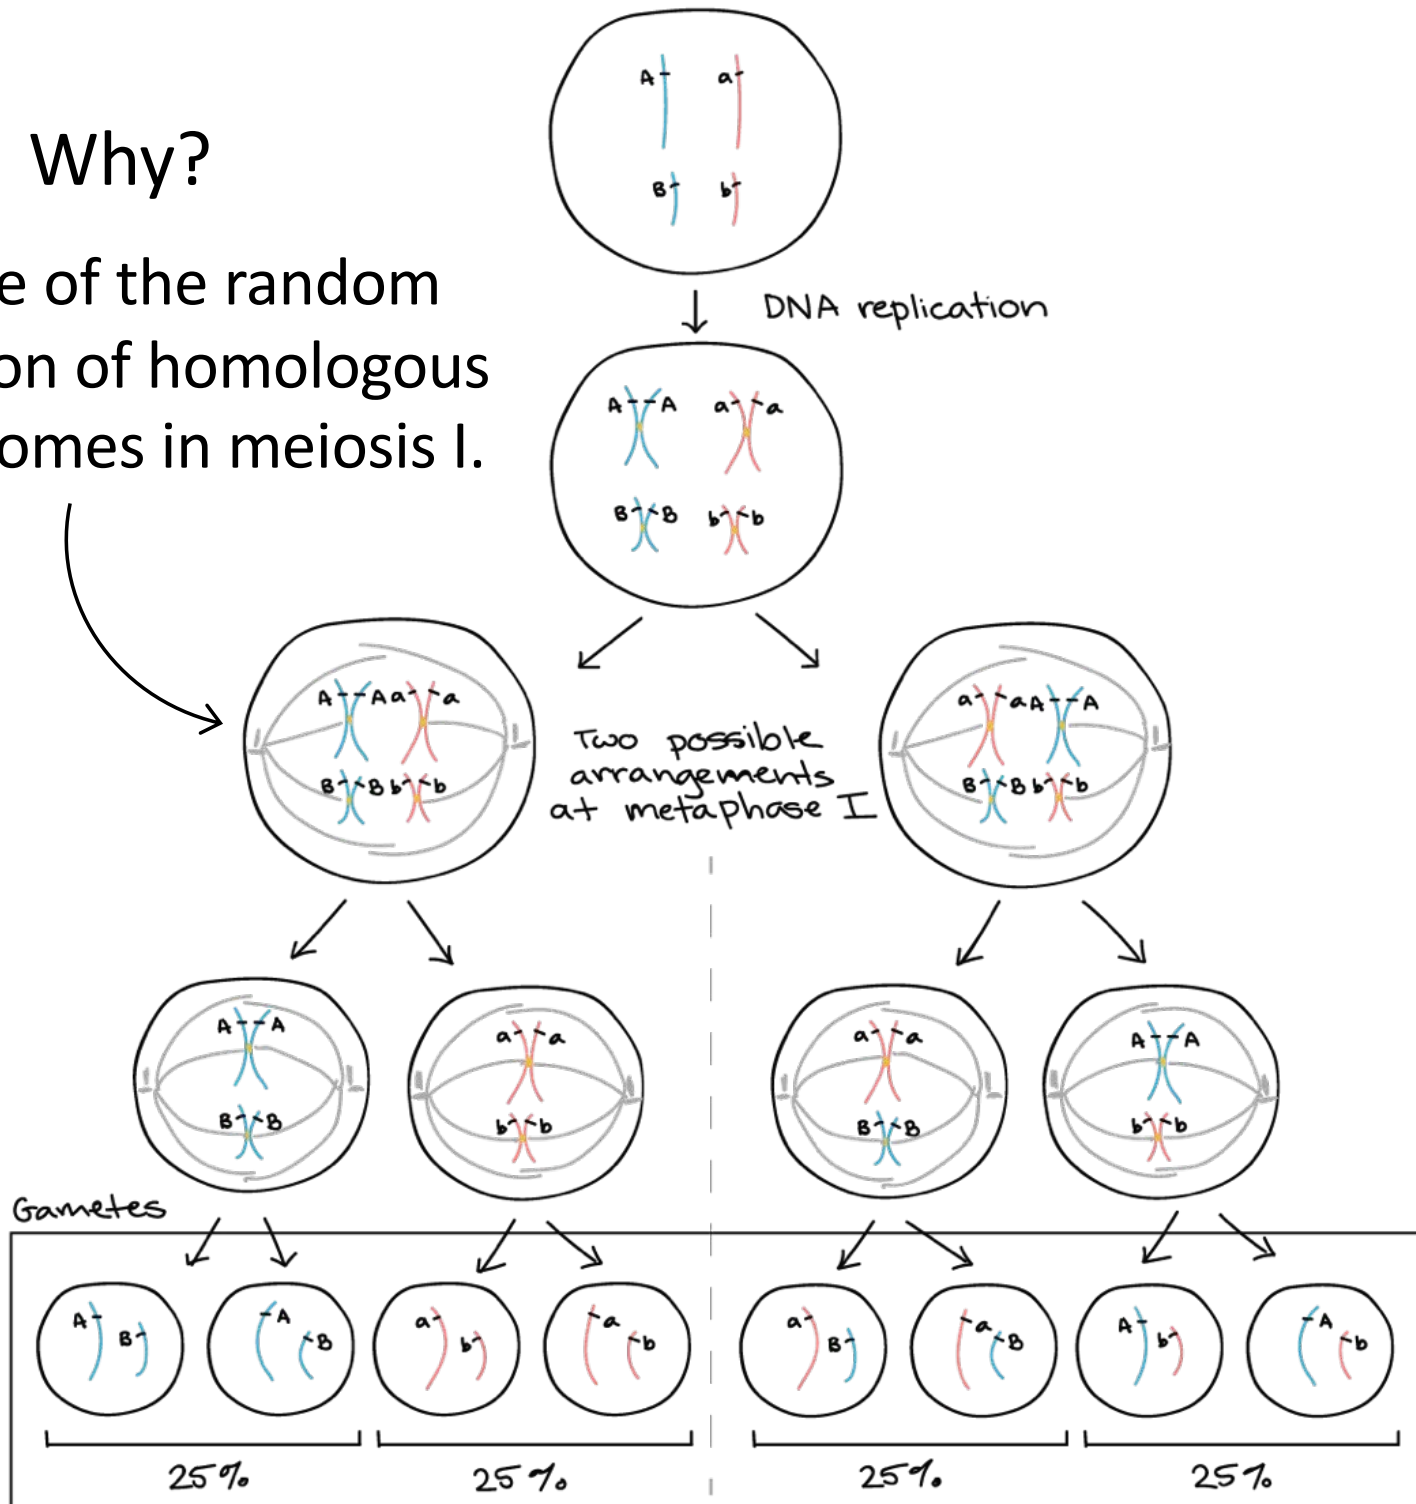 A a
B b
Why?
e of the random
on of homologous
omes in meiosis I.
DNA replication
A A a a
B B b b
A A a a
B B b b
Two possible
arrangements
at metaphase I
a a A A
B B b b
A A
B B
a a
b b
a a
B B
A A
b b
Gametes
A B
A B
a b
a b
a B
a B
A b
A b
25%
25%
25%
25%